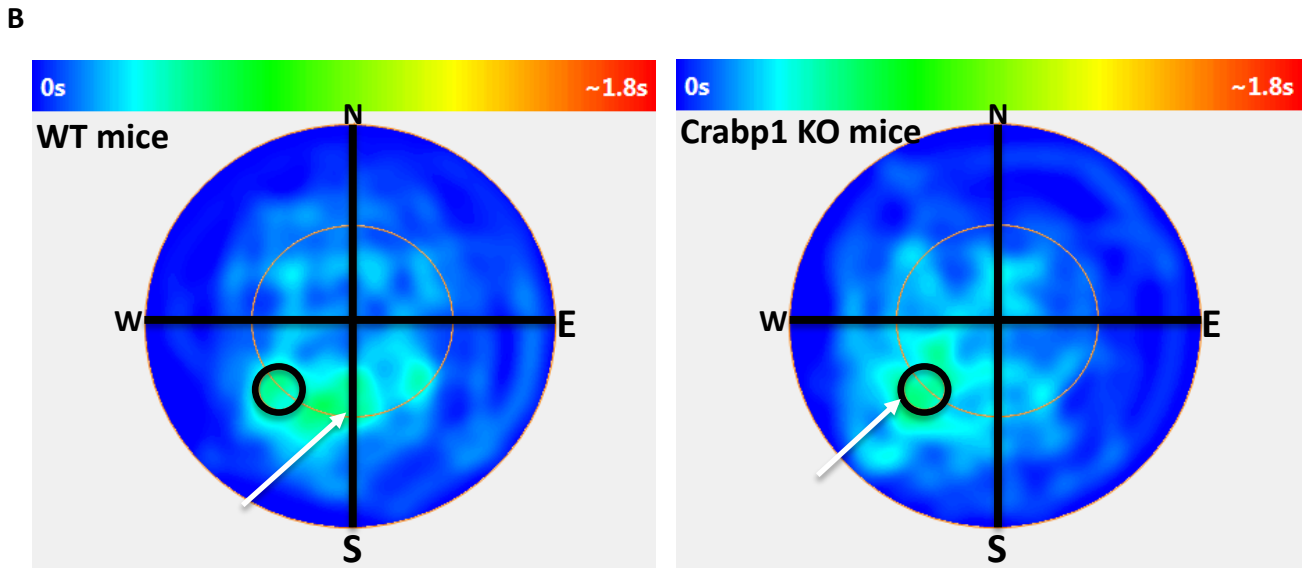 B
0s ~1.8s
WT mice
N
W E
S
0s ~1.8s
Crabp1 KO mice
N
W E
S